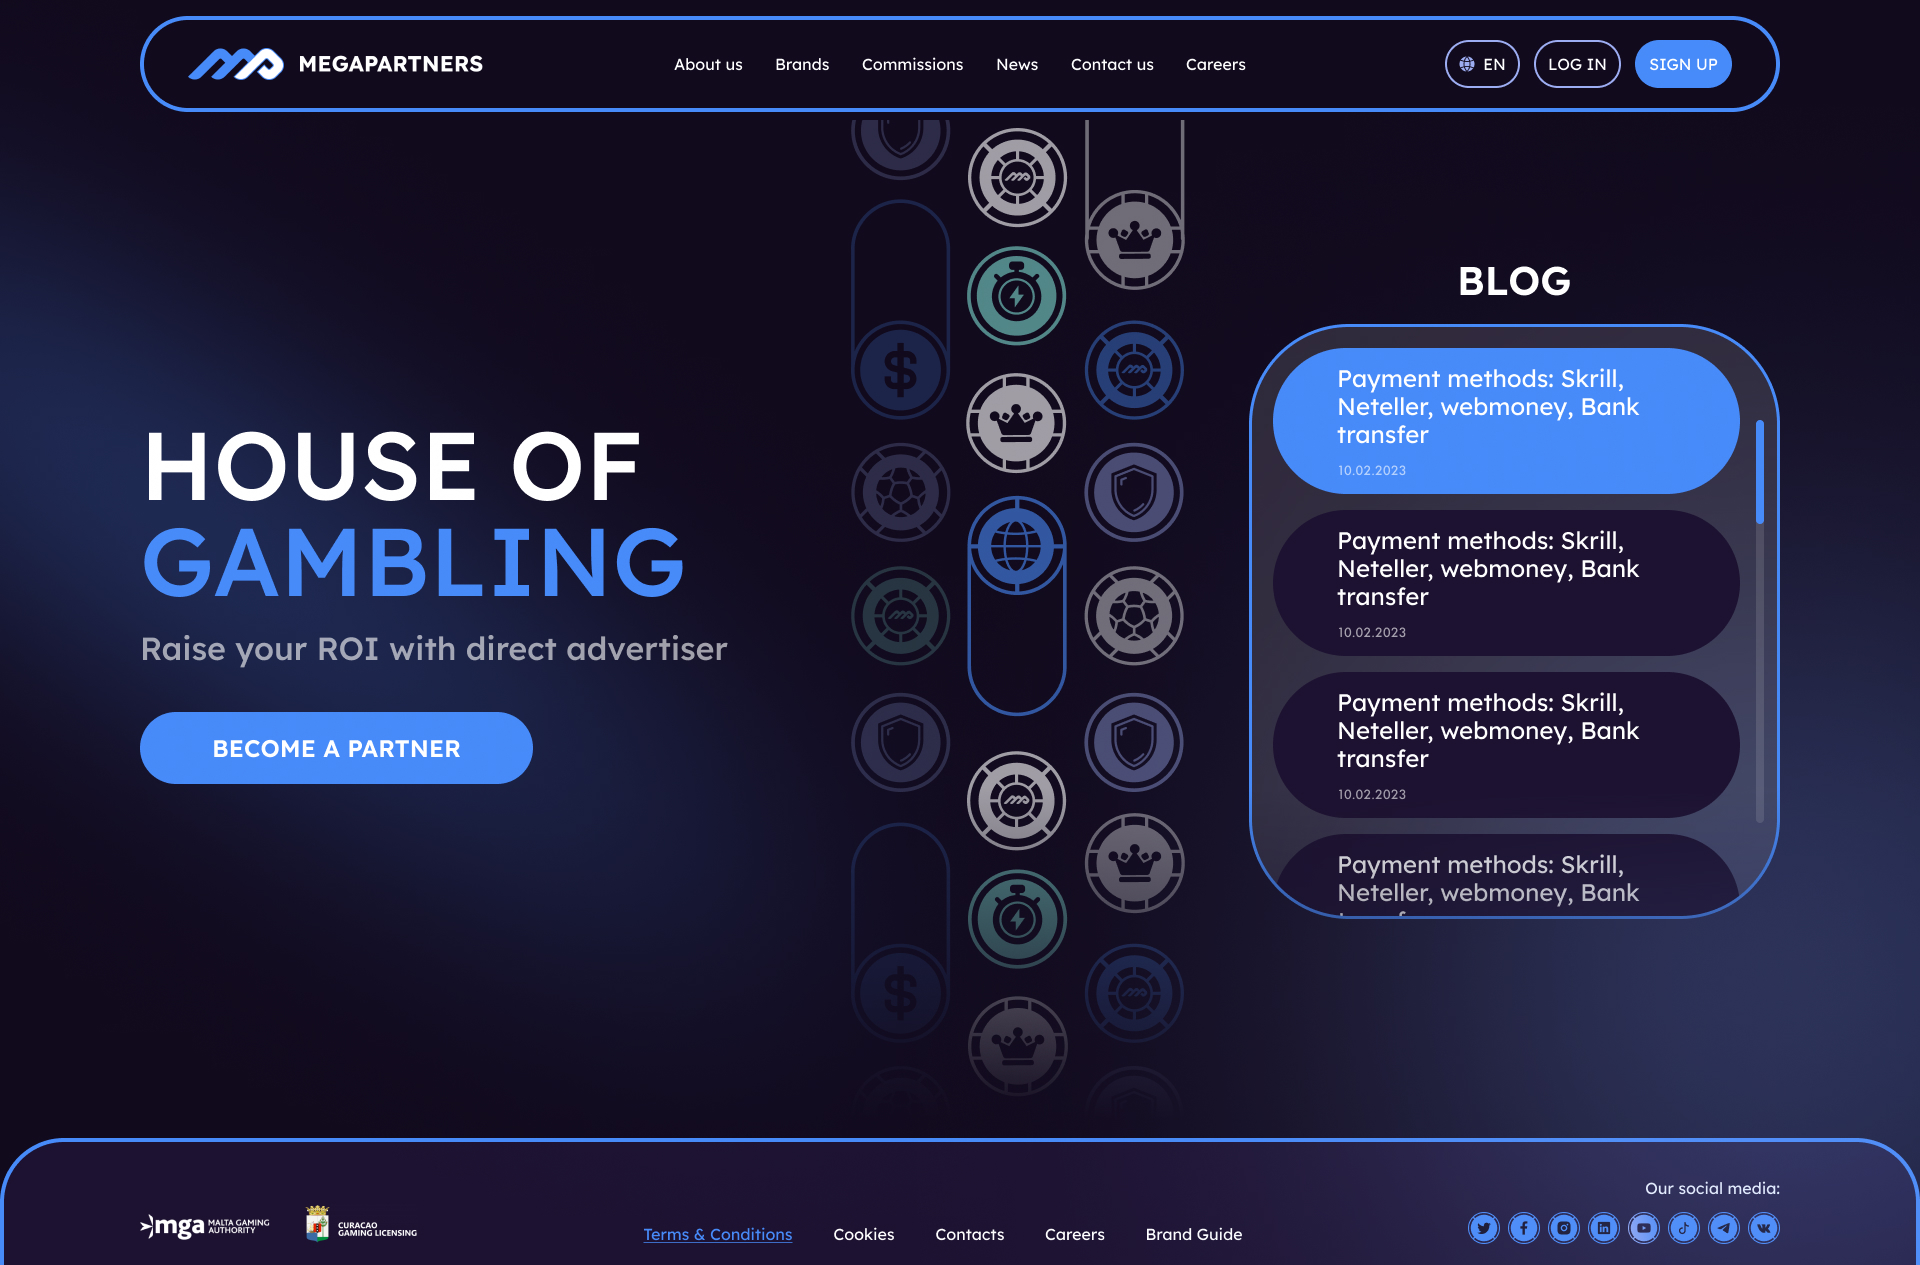 MEGAPARTNERS
About us
Brands
Commissions
News
Contact us
Careers
EN
LOG IN
SIGN UP
HOUSE OF
GAMBLING
Raise your ROI with direct advertiser
BECOME A PARTNER
$
$
BLOG
Payment methods: Skrill,
Neteller, webmoney, Bank
transfer
10.02.2023
Payment methods: Skrill,
Neteller, webmoney, Bank
transfer
10.02.2023
Payment methods: Skrill,
Neteller, webmoney, Bank
transfer
10.02.2023
Payment methods: Skrill,
Neteller, webmoney, Bank
mga MALTA GAMING
AUTHORITY
CURACAO
GAMING LICENSING
Terms & Conditions
Cookies
Contacts
Careers
Brand Guide
Our social media: